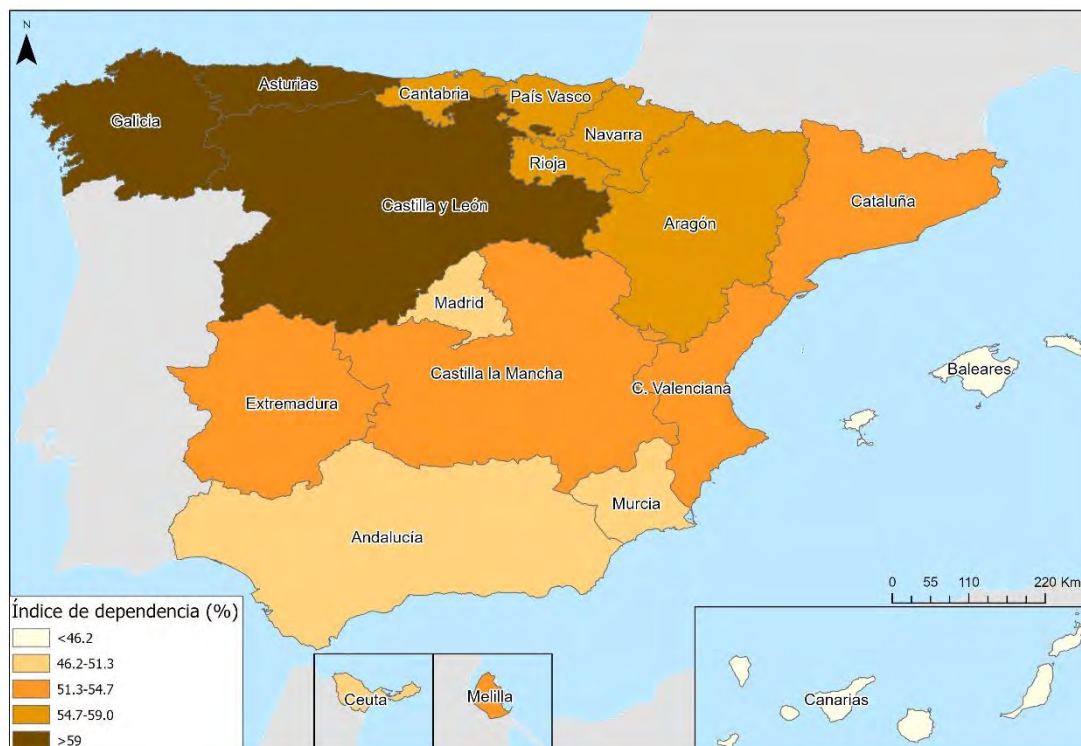 N
Asturias
Cantabria
País Vasco
Galicia
Navarra
Rioja
Castilla y León
Cataluña
Aragón
Madrid
Castilla la Mancha
C. Valenciana
Baleares
Extremadura
Murcia
Andalucía
0 55 110 220 Km
Índice de dependencia (%)
<46.2
46.2-51.3
51.3-54.7
54.7-59.0
>59
Ceuta
Melilla
Canarias